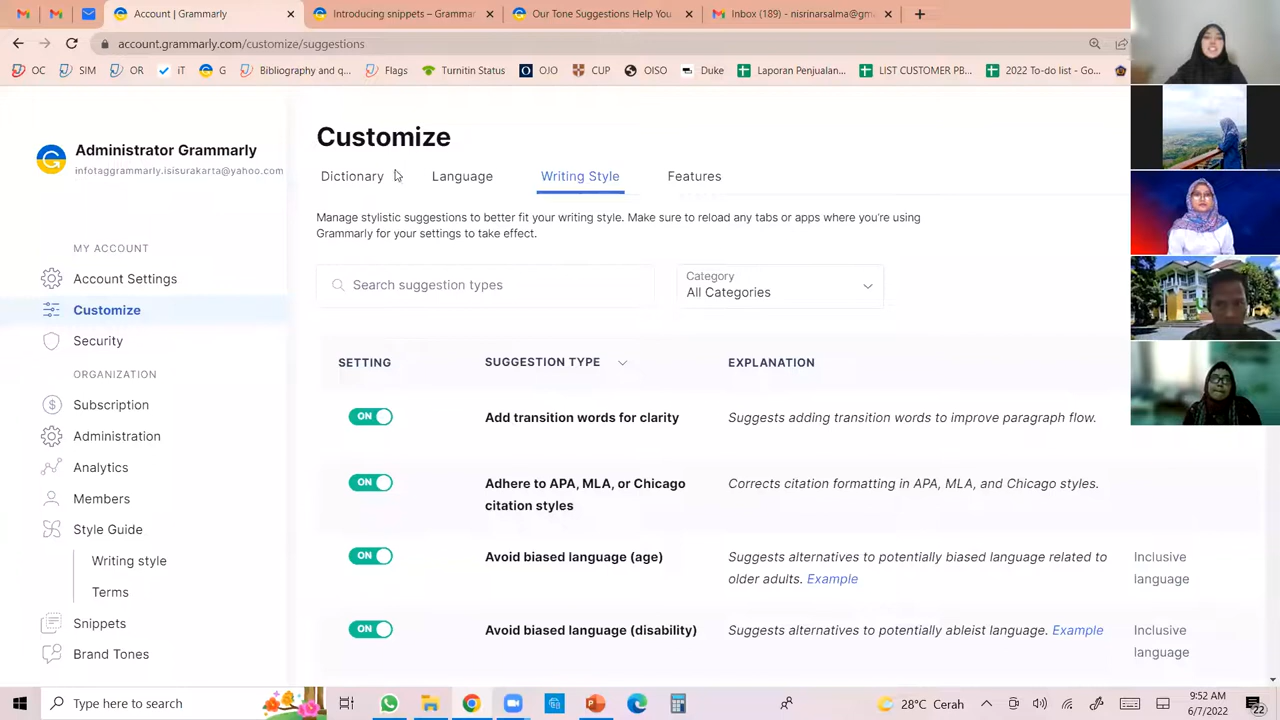 Account | Grammarly
Introducing snippets - Gramma
Our Tone Suggestions Help You
Inbox (189) - nisrinarsalma@gm
account.grammarly.com/customize/suggestions
OC
SIM
OR
iT
G
Bibliography and q...
Flags
Turnitin Status
OJO
CUP
OISO
Duke
Laporan Penjualan...
LIST CUSTOMER PB...
2022 To-do list - Go...
Administrator Grammarly
infotaggrammarly.isisurakarta@yahoo.com
MY ACCOUNT
Account Settings
Customize
Security
ORGANIZATION
Subscription
Administration
Analytics
Members
Style Guide
Writing style
Terms
Snippets
Brand Tones
Customize
Dictionary
Language
Writing Style
Features
Manage stylistic suggestions to better fit your writing style. Make sure to reload any tabs or apps where you're using
Grammarly for your settings to take effect.
Search suggestion types
Category
All Categories
SETTING
SUGGESTION TYPE
EXPLANATION
ON
Add transition words for clarity
Suggests adding transition words to improve paragraph flow.
ON
Adhere to APA, MLA, or Chicago
citation styles
Corrects citation formatting in APA, MLA, and Chicago styles.
ON
Avoid biased language (age)
Suggests alternatives to potentially biased language related to
older adults. Example
Inclusive
language
ON
Avoid biased language (disability)
Suggests alternatives to potentially ableist language. Example
Inclusive
language
Type here to search
28°C Cerah
9:52 AM
6/7/2022
22